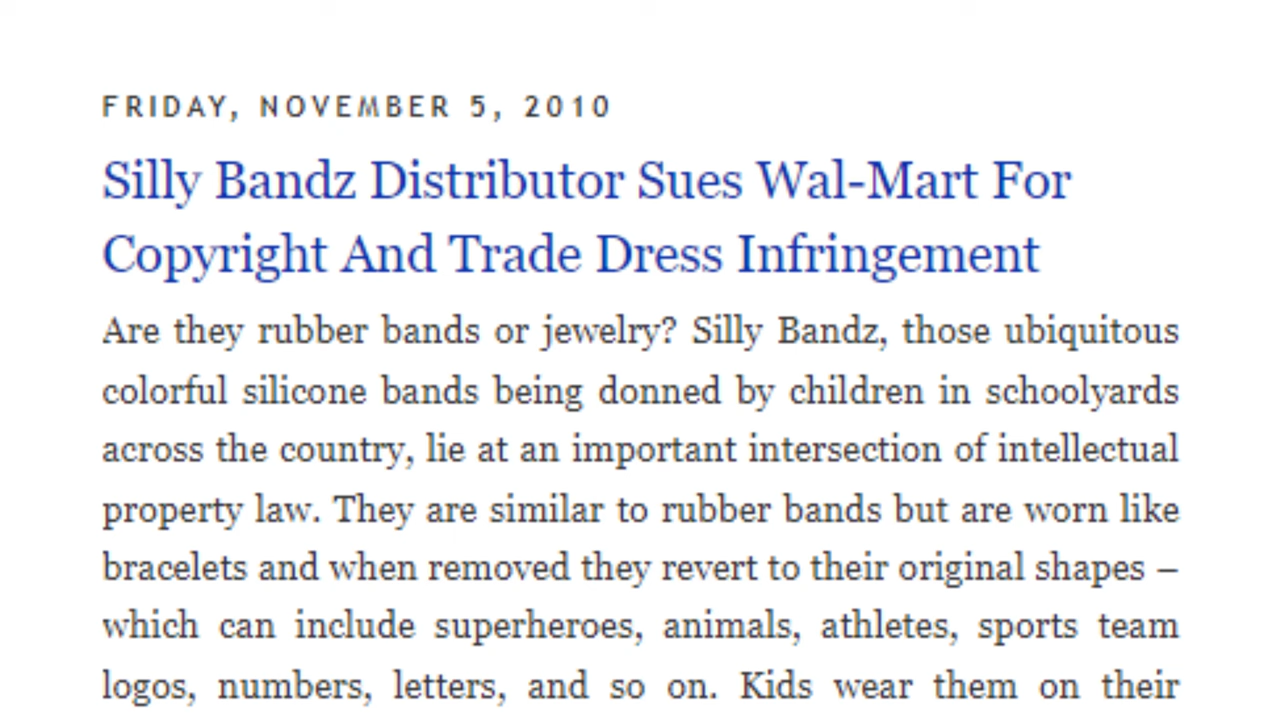 FRIDAY, NOVEMBER 5, 2010
Silly Bandz Distributor Sues Wal-Mart For
Copyright And Trade Dress Infringement
Are they rubber bands or jewelry? Silly Bandz, those ubiquitous
colorful silicone bands being donned by children in schoolyards
across the country, lie at an important intersection of intellectual
property law. They are similar to rubber bands but are worn like
bracelets and when removed they revert to their original shapes –
which can include superheroes, animals, athletes, sports team
logos, numbers, letters, and so on. Kids wear them on their